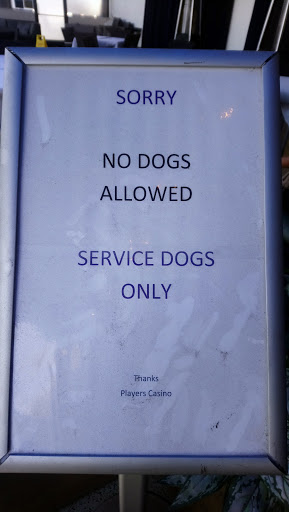 SORRY
NO DOGS
ALLOWED
SERVICE DOGS
ONLY
Thanks
Players Casino